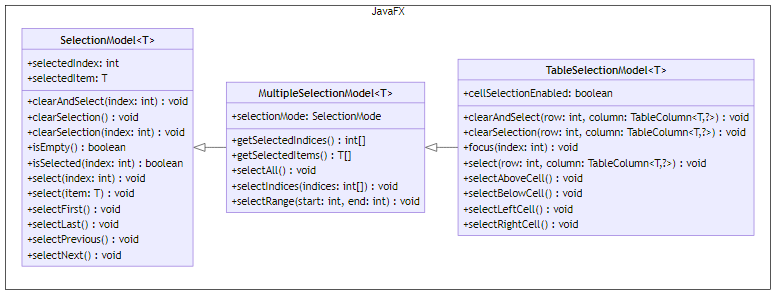 JavaFX
SelectionModel<T>
+selectedIndex: int
+selectedItem: T
+clearAndSelect(index: int) : void
+clearSelection() : void
+clearSelection(index: int) : void
+isEmpty() : boolean
+isSelected(index: int) : boolean
+select(index: int) : void
+select(item: T) : void
+selectFirst() : void
+selectLast() : void
+selectPrevious() : void
+selectNext() : void
MultipleSelectionModel<T>
+selectionMode: SelectionMode
+getSelectedIndices() : int[]
+getSelectedItems() : T[]
+selectAll() : void
+selectIndices(indices: int[]) : void
+selectRange(start: int, end: int) : void
TableSelectionModel<T>
+cellSelectionEnabled: boolean
+clearAndSelect(row: int, column: TableColumn<T,?>) : void
+clearSelection(row: int, column: TableColumn<T,?>) : void
+focus(index: int) : void
+select(row: int, column: TableColumn<T,?>) : void
+selectAboveCell() : void
+selectBelowCell() : void
+selectLeftCell() : void
+selectRightCell() : void